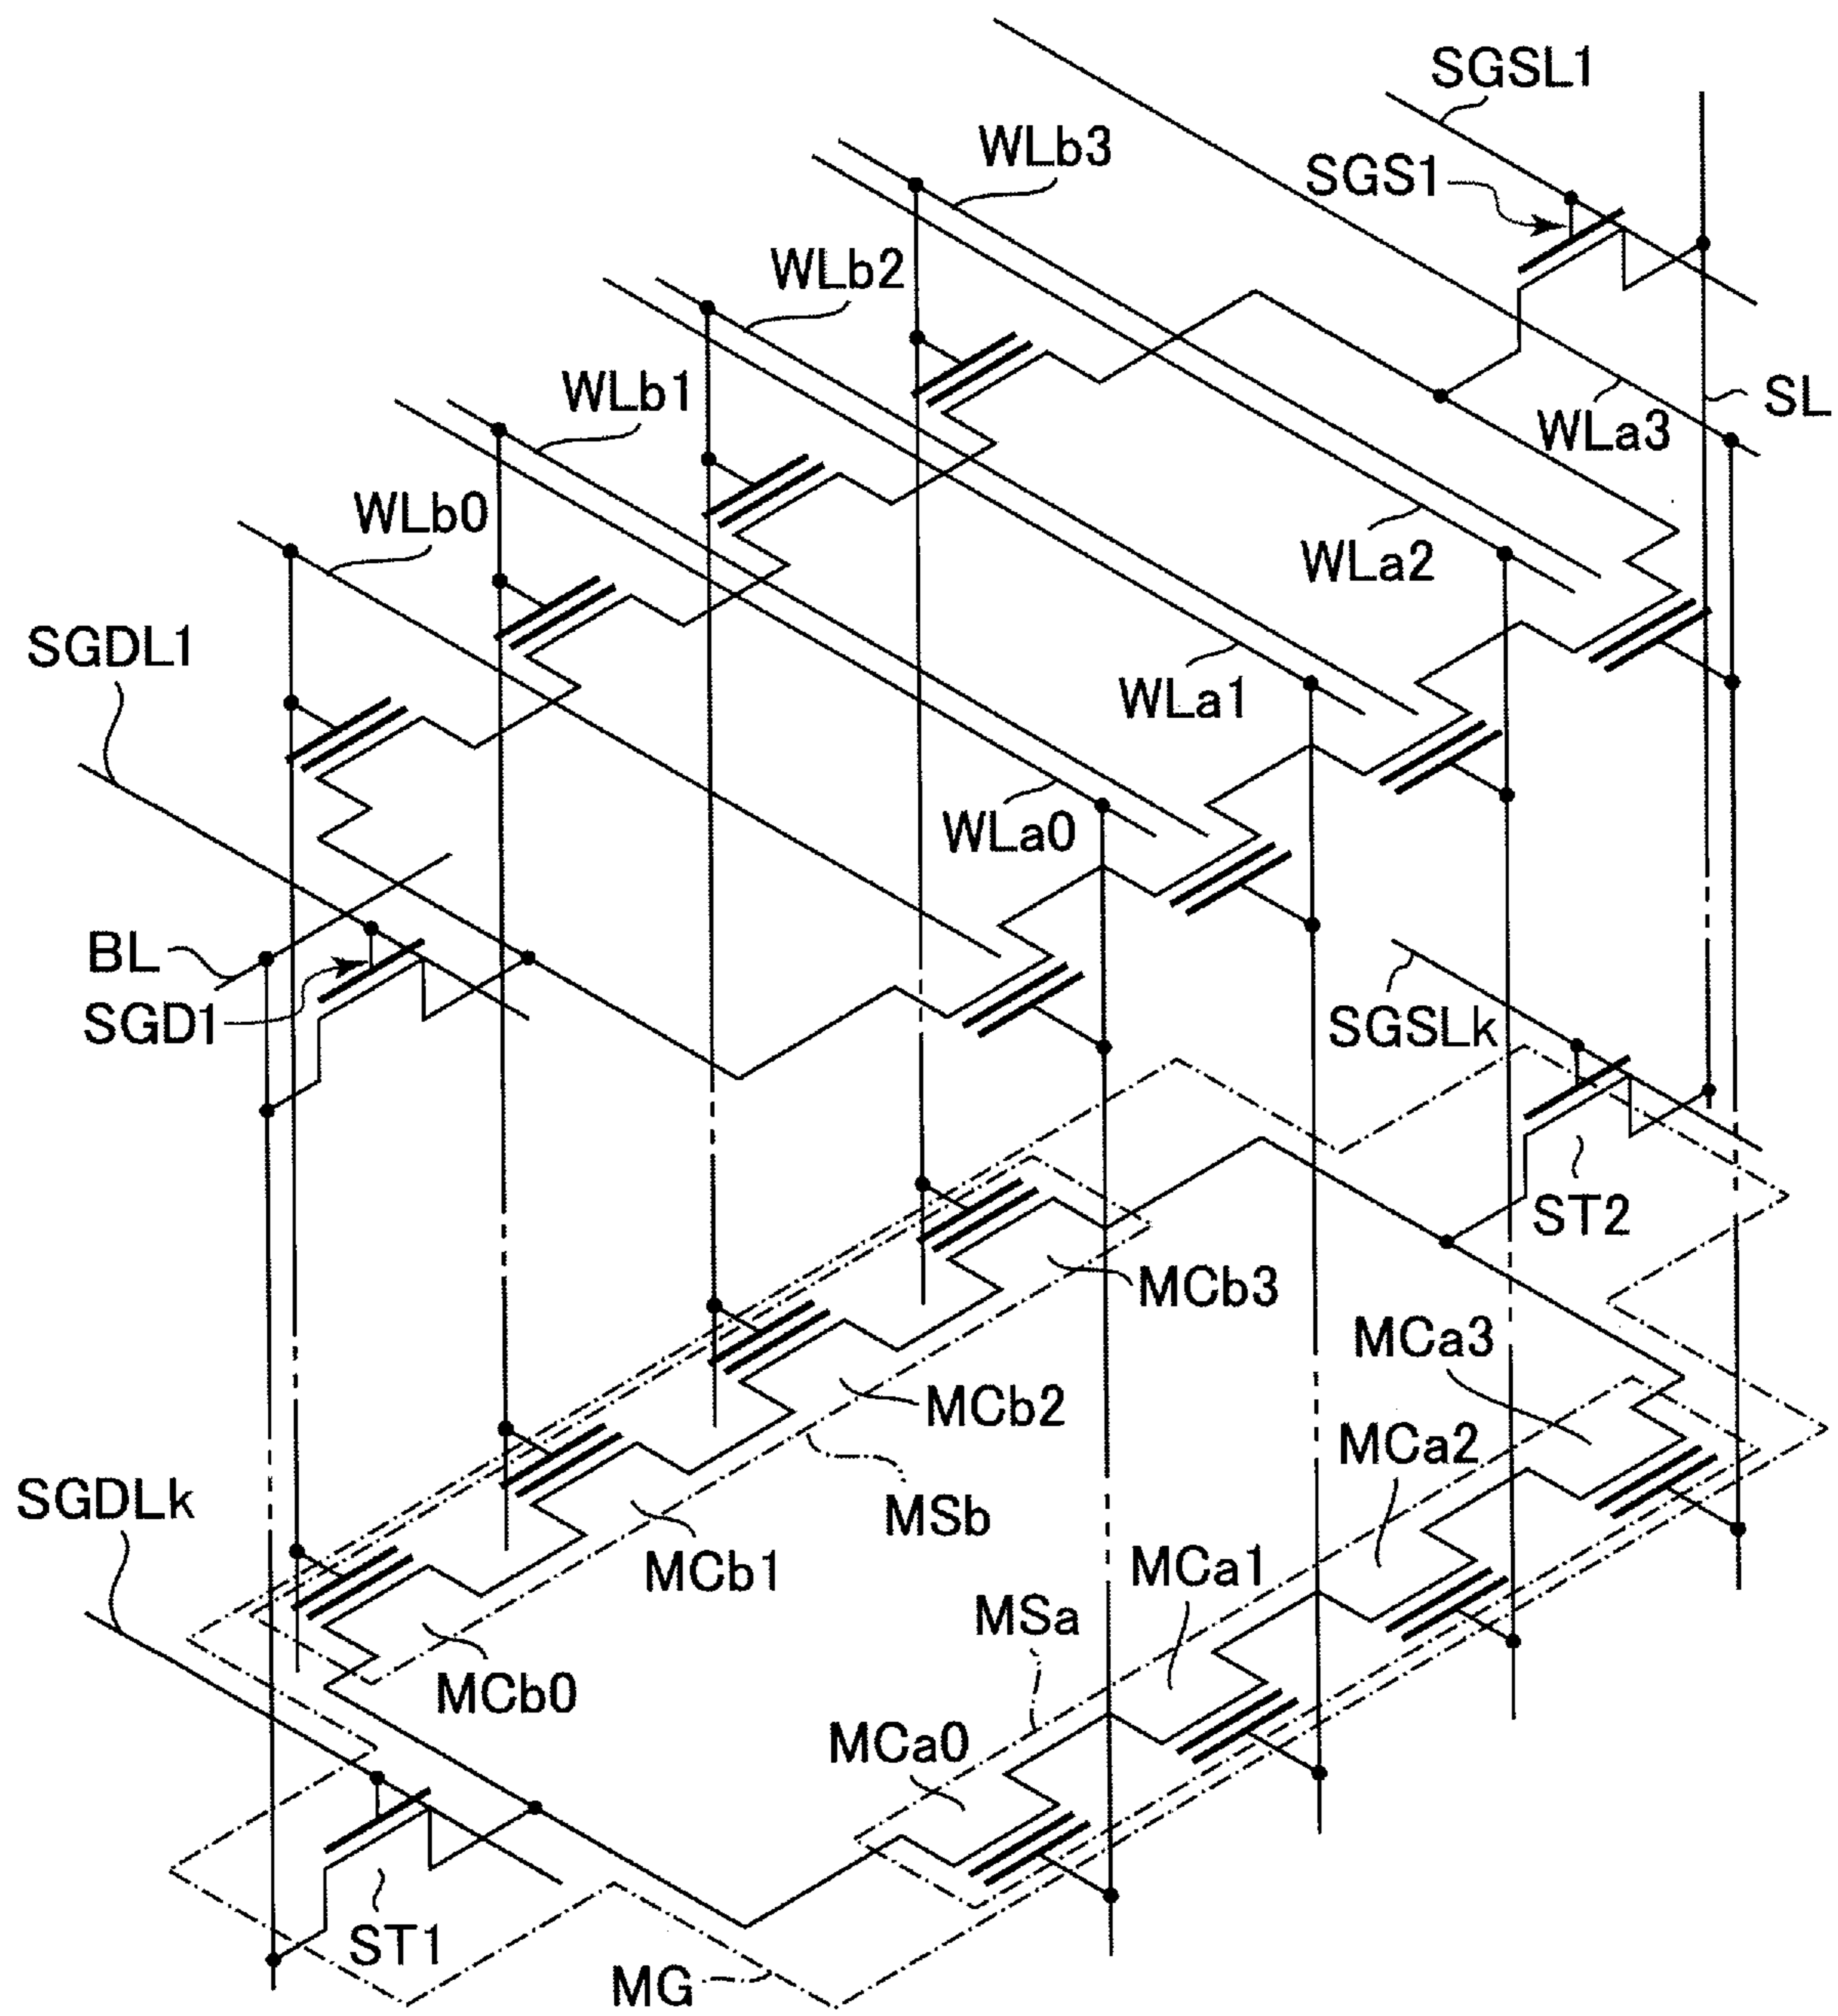 SGSL1
WLb3
SGS1
WLb2
WLb1
SL
WLa3
WLb0
WLa2
SGDL1
WLa1
WLa0
BL
SGD1
SGSLk
ST2
MCb3
MCa3
MCb2
MCa2
SGDLk
MSb
MCb1
MCa1
MSa
MCb0
MCa0
ST1
MG